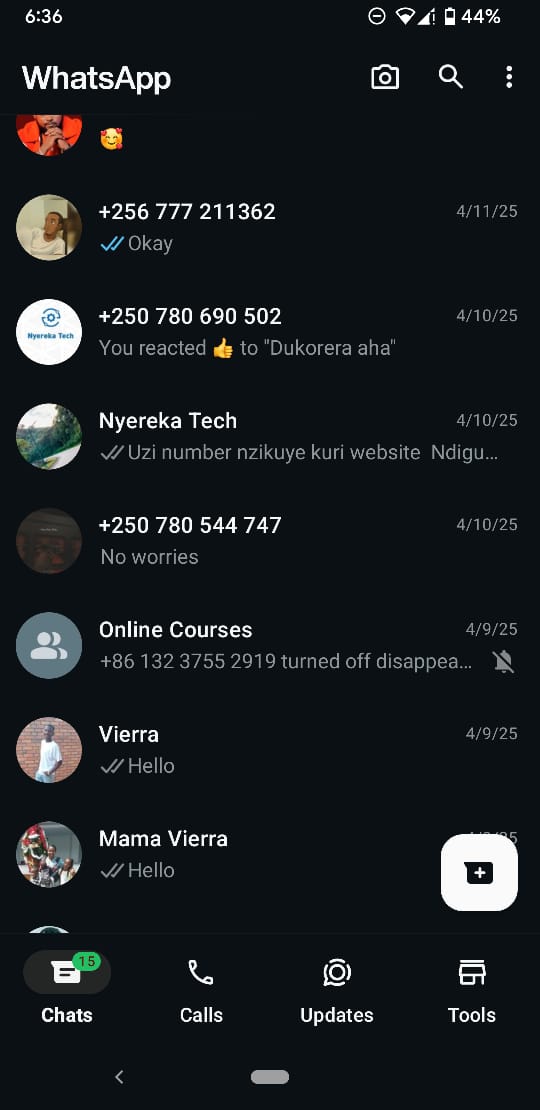 6:36
44%
WhatsApp
🥰
+256 777 211362
4/11/25
Okay
Nyereka Tech
+250 780 690 502
4/10/25
You reacted 👍 to "Dukorera aha"
Nyereka Tech
4/10/25
Uzi number nzikuye kuri website Ndigu...
+250 780 544 747
4/10/25
No worries
Online Courses
4/9/25
+86 132 3755 2919 turned off disappea...
Vierra
4/9/25
Hello
Mama Vierra
Hello
15
Chats
Calls
Updates
Tools